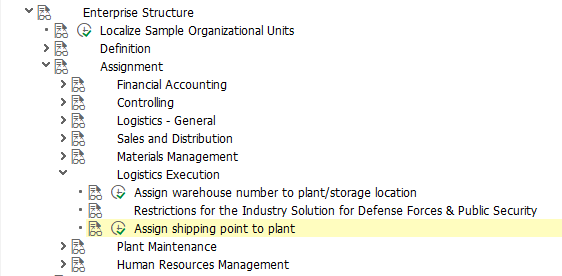 Enterprise Structure
Localize Sample Organizational Units
Definition
Assignment
Financial Accounting
Controlling
Logistics - General
Sales and Distribution
Materials Management
Logistics Execution
Assign warehouse number to plant/storage location
Restrictions for the Industry Solution for Defense Forces & Public Security
Assign shipping point to plant
Plant Maintenance
Human Resources Management